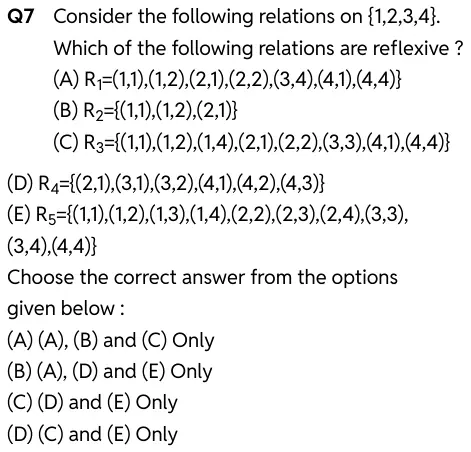 Q7 Consider the following relations on {1,2,3,4}.
Which of the following relations are reflexive ?
(A) R₁=(1,1),(1,2),(2,1),(2,2),(3,4),(4,1),(4,4)}
(B) R₂={(1,1),(1,2),(2,1)}
(C) R₃={(1,1),(1,2),(1,4),(2,1),(2,2),(3,3),(4,1),(4,4)}
(D) R₄={(2,1),(3,1),(3,2),(4,1),(4,2),(4,3)}
(E) R₅={(1,1),(1,2),(1,3),(1,4),(2,2),(2,3),(2,4),(3,3),
(3,4),(4,4)}
Choose the correct answer from the options
given below :
(A) (A), (B) and (C) Only
(B) (A), (D) and (E) Only
(C) (D) and (E) Only
(D) (C) and (E) Only